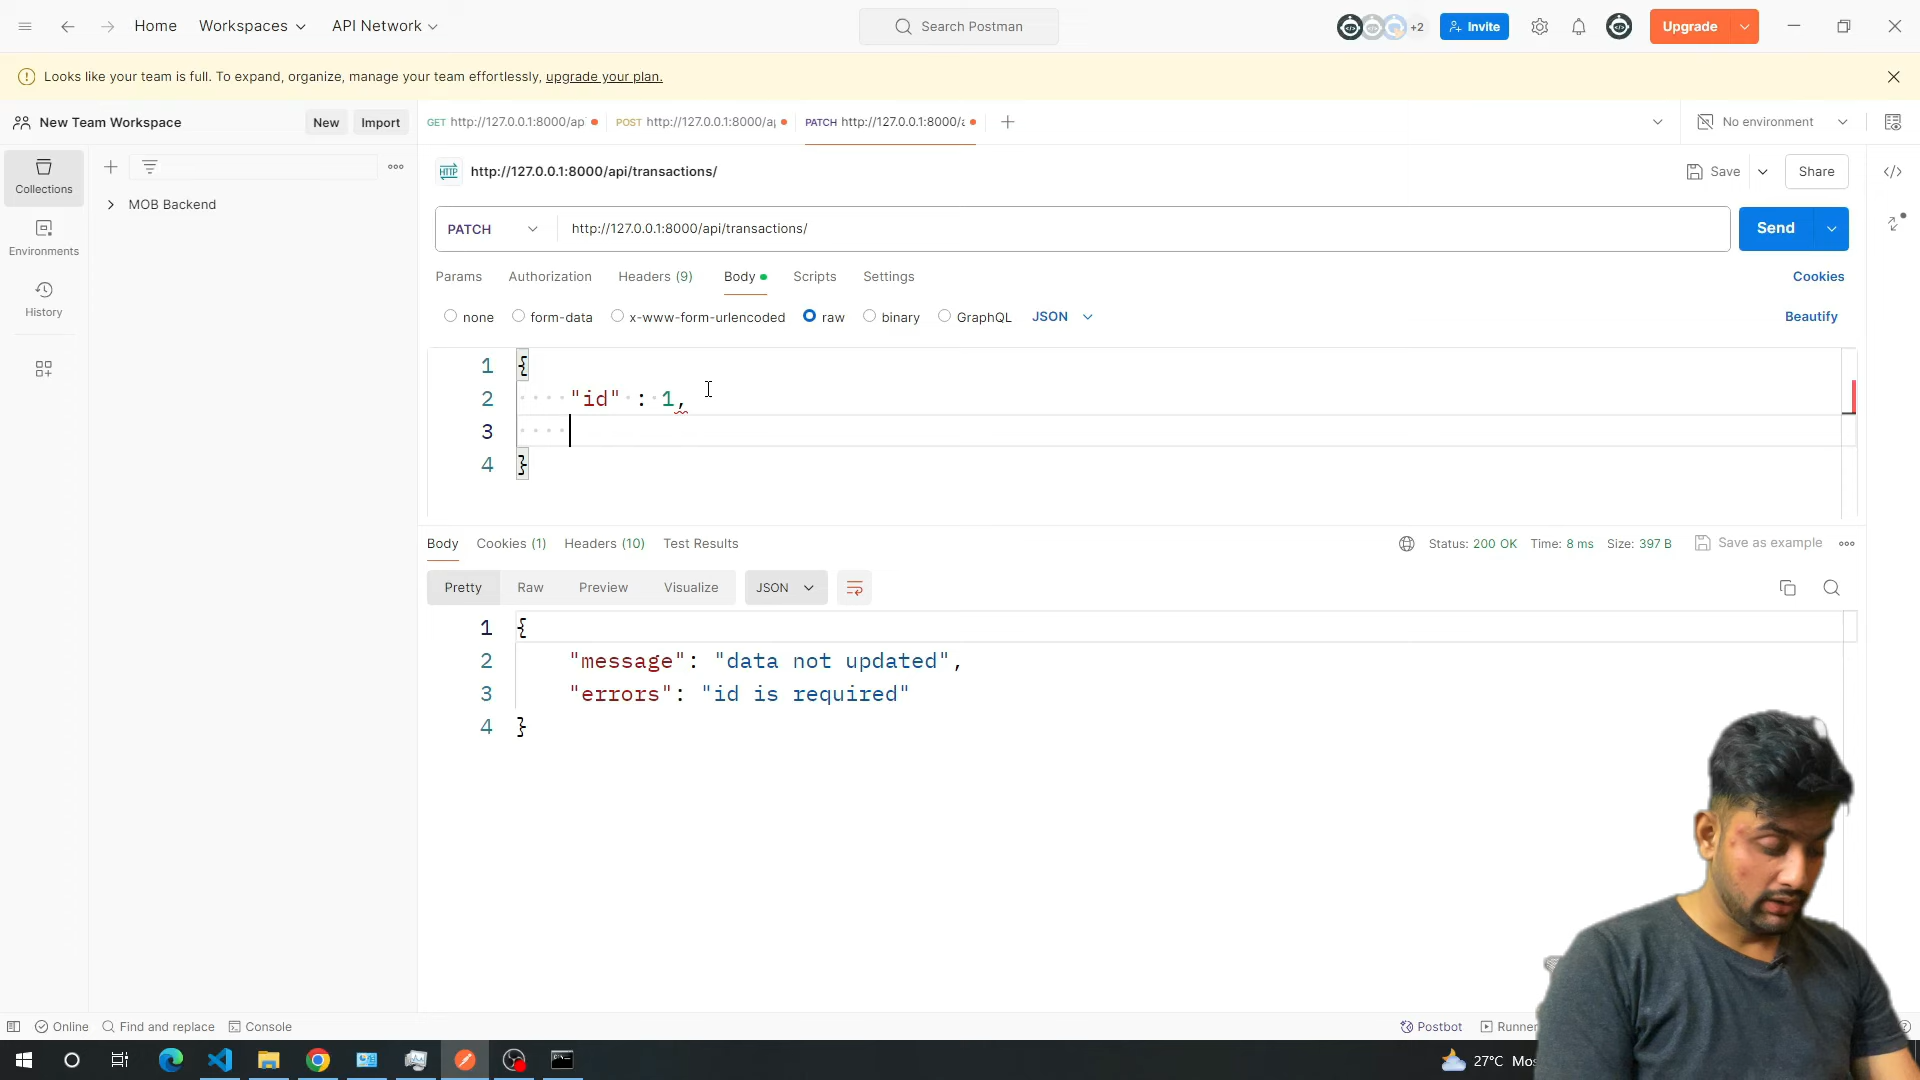 Home Workspaces API Network Search Postman +2 Invite Upgrade
Looks like your team is full. To expand, organize, manage your team effortlessly, upgrade your plan.
New Team Workspace New Import GET http://127.0.0.1:8000/ap POST http://127.0.0.1:8000/a PATCH http://127.0.0.1:8000/a No environment
Collections
Environments
History
MOB Backend
HTTP http://127.0.0.1:8000/api/transactions/ Save Share
PATCH http://127.0.0.1:8000/api/transactions/ Send
Params Authorization Headers (9) Body Scripts Settings Cookies
none form-data x-www-form-urlencoded raw binary GraphQL JSON Beautify
1 {
2 "id" : 1,
3
4 }
Body Cookies (1) Headers (10) Test Results Status: 200 OK Time: 8 ms Size: 397 B Save as example
Pretty Raw Preview Visualize JSON
1 {
2 "message": "data not updated",
3 "errors": "id is required"
4 }
Online Find and replace Console Postbot Runner
27°C